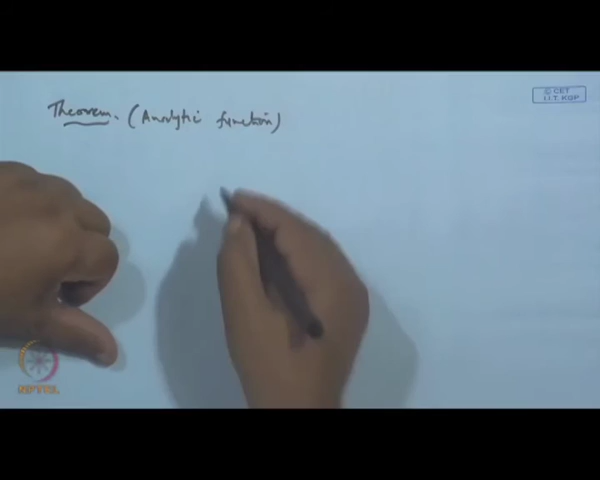 Theorem. (Analytic function)
© CET
I.I.T. KGP
NPTEL